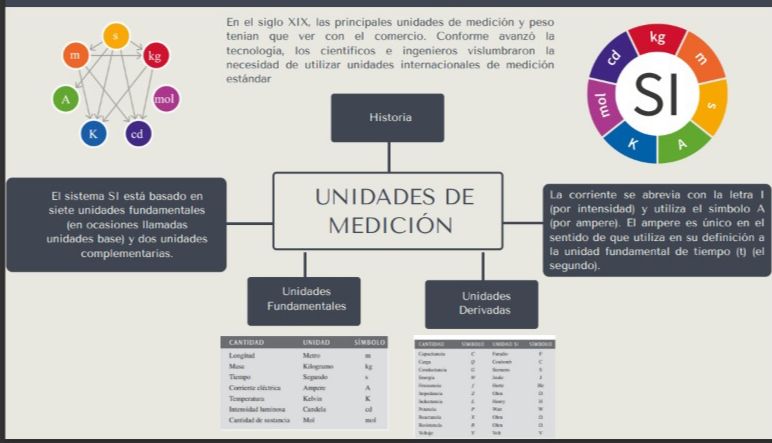 En el siglo XIX, las principales unidades de medición y peso
tenian que ver con el comercio. Conforme avanzó la
tecnología, los cientificos e ingenieros vislumbraron la
necesidad de utilizar unidades internacionales de medición
estándar
s
m
kg
A
mol
K
cd
kg
cd
m
mol
s
K
A
SI
Historia
UNIDADES DE
MEDICIÓN
El sistema SI está basado en
siete unidades fundamentales
(en ocasiones llamadas
unidades base) y dos unidades
complementarias.
La corriente se abrevia con la letra I
(por intensidad) y utiliza el simbolo A
(por ampere). El ampere es único en el
sentido de que utiliza en su definición a
la unidad fundamental de tiempo (t) (el
segundo).
Unidades
Fundamentales
Unidades
Derivadas
CANTIDAD UNIDAD SÍMBOLO
Longitud Metro m
Masa Kilogramo kg
Tiempo Segundo s
Corriente eléctrica Ampere A
Temperatura Kelvin K
Intensidad luminosa Candela cd
Cantidad de sustancia Mol mol
CANTIDAD SÍMBOLO UNIDAD SI SÍMBOLO
Capacitancia C Faradio F
Carga Q Coulomb C
Conductancia G Siemens S
Energía W Joule J
Frecuencia f Hertz Hz
Impedancia Z Ohm Ω
Inductancia L Henry H
Potencia P Watt W
Reactancia X Ohm Ω
Resistencia R Ohm Ω
Voltaje V Volt V